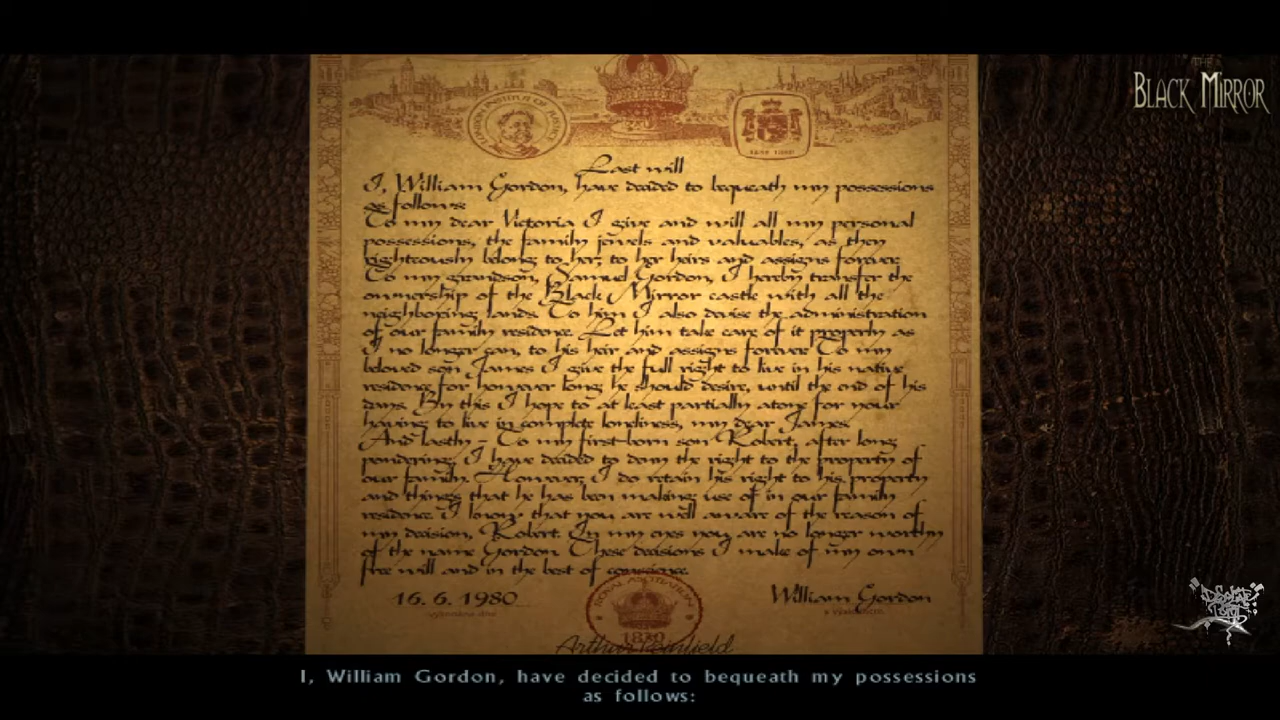 THE
BLACK MIRROR
LONDON INSTITUT OF
Last will
I, William Gordon, have decided to bequeath my possessions
as follows:
To my dear Victoria I give and will all my personal
possessions, the family jewels and valuables, as they
righteously belong to her, to her heirs and assigns forever.
To my grandson, Samuel Gordon, I hereby transfer the
ownership of the Black Mirror castle with all the
neighboring lands. To him I also devise the administration
of our family residence. Let him take care of it properly as
I no longer can, to his heir and assigns forever. To my
beloved son James I give the full right to live in his native
residence for however long he should desire, until the end of his
days. By this I hope to at least partially atone for your
having to live in complete loneliness, my dear James.
And lastly - To my first-born son Robert, after long
pondering, I have decided to deny the right to the property of
our family. However, I do retain his right to his property
and things that he has been making use of in our family
residence. I know that you are well aware of the reason of
my decision, Robert. In my eyes you are no longer worthy
of the name Gordon. These decisions I make of my own
free will and in the best of conscience.
16. 6. 1980
William Gordon
ROYAL ARBITRATION
1830
Arthur
I, William Gordon, have decided to bequeath my possessions
as follows: